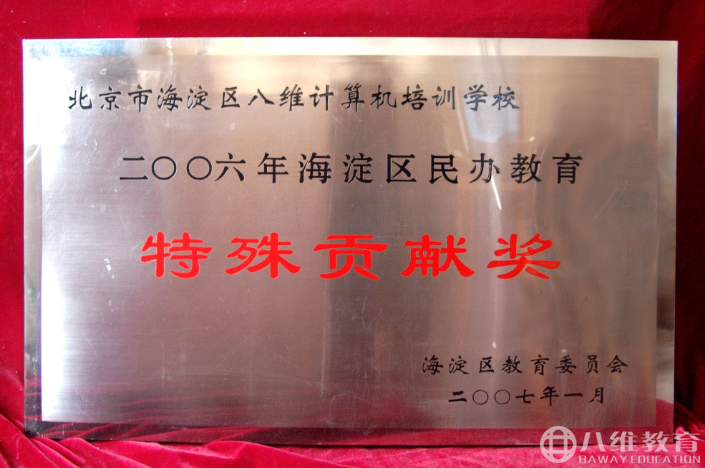 北京市海淀区八维计算机培训学校
二〇〇六年海淀区民办教育
特殊贡献奖
海淀区教育委员会
二〇〇七年一月
八维教育
BAWAY EDUCATION